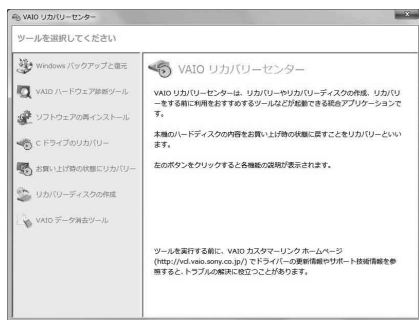 VAIO リカバリーセンター
ツールを選択してください
Windows バックアップと復元
VAIO ハードウェア診断ツール
ソフトウェアの再インストール
C ドライブのリカバリー
お買い上げ時の状態にリカバリー
リカバリーディスクの作成
VAIO データ消去ツール
VAIO リカバリーセンター
VAIO リカバリーセンターは、リカバリーやリカバリーディスクの作成、リカバリ
ーをする前に利用をおすすめするツールなどが起動できる統合アプリケーションで
す。
本機のハードディスクの内容をお買い上げ時の状態に戻すことをリカバリーといい
ます。
左のボタンをクリックすると各機能の説明が表示されます。
ツールを実行する前に、VAIO カスタマーリンク ホームページ
(http://vcl.vaio.sony.co.jp/) でドライバーの更新情報やサポート技術情報を参
照すると、トラブルの解決に役立つことがあります。